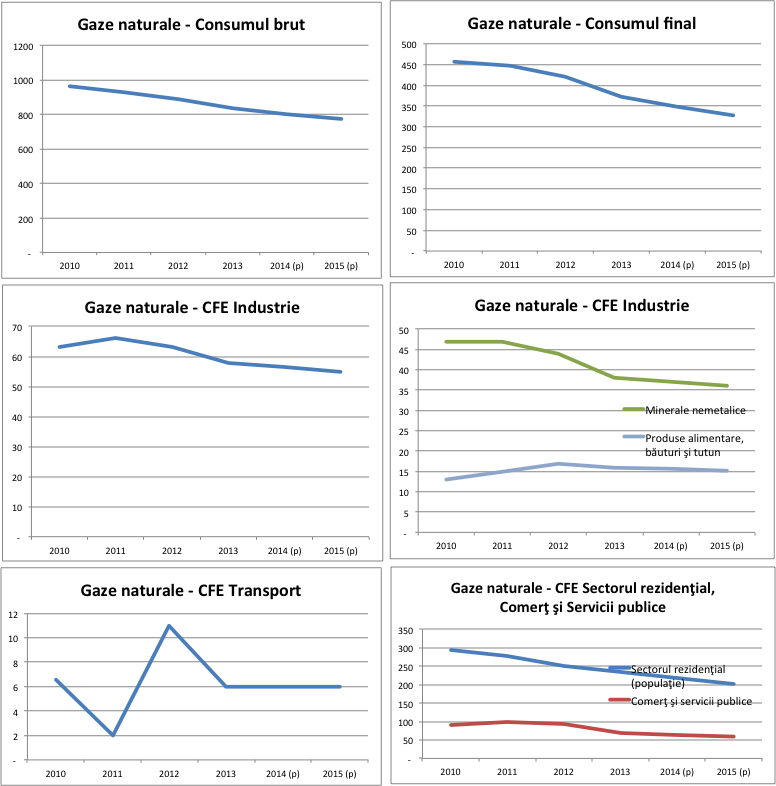 Gaze naturale - Consumul brut
1200
1000
800
600
400
200
-
2010 2011 2012 2013 2014 (p) 2015 (p)
Gaze naturale - Consumul final
500
450
400
350
300
250
200
150
100
50
-
2010 2011 2012 2013 2014 (p) 2015 (p)
Gaze naturale - CFE Industrie
70
60
50
40
30
20
10
-
2010 2011 2012 2013 2014 (p) 2015 (p)
Gaze naturale - CFE Industrie
50
45
40
35
30
25
20
15
10
5
-
Minerale nemetalice
Produse alimentare,
băuturi şi tutun
2010 2011 2012 2013 2014 (p) 2015 (p)
Gaze naturale - CFE Transport
12
10
8
6
4
2
-
2010 2011 2012 2013 2014 (p) 2015 (p)
Gaze naturale - CFE Sectorul rezidenţial,
Comerţ şi Servicii publice
350
300
250
200
150
100
50
-
Sectorul rezidenţial
(populaţie)
Comerţ şi servicii publice
2010 2011 2012 2013 2014 (p) 2015 (p)